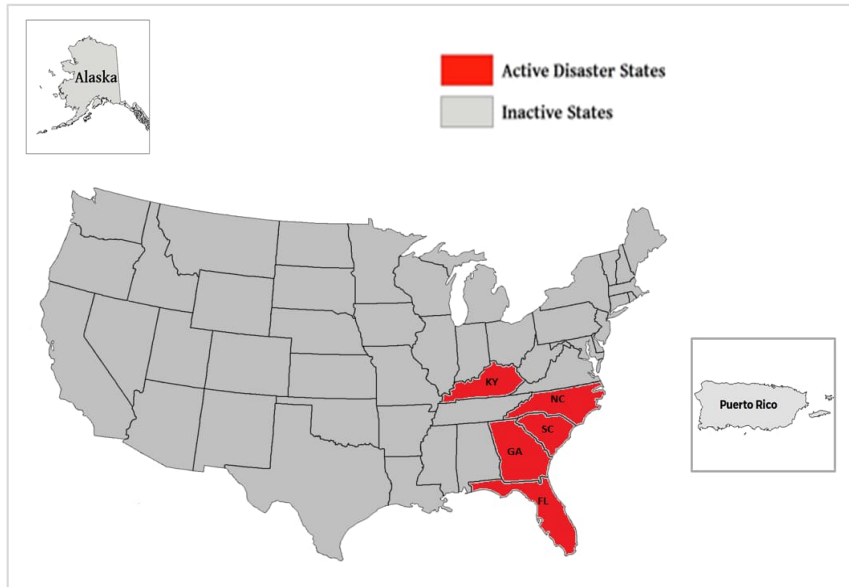 Alaska
Active Disaster States
Inactive States
KY
NC
SC
GA
FL
Puerto Rico